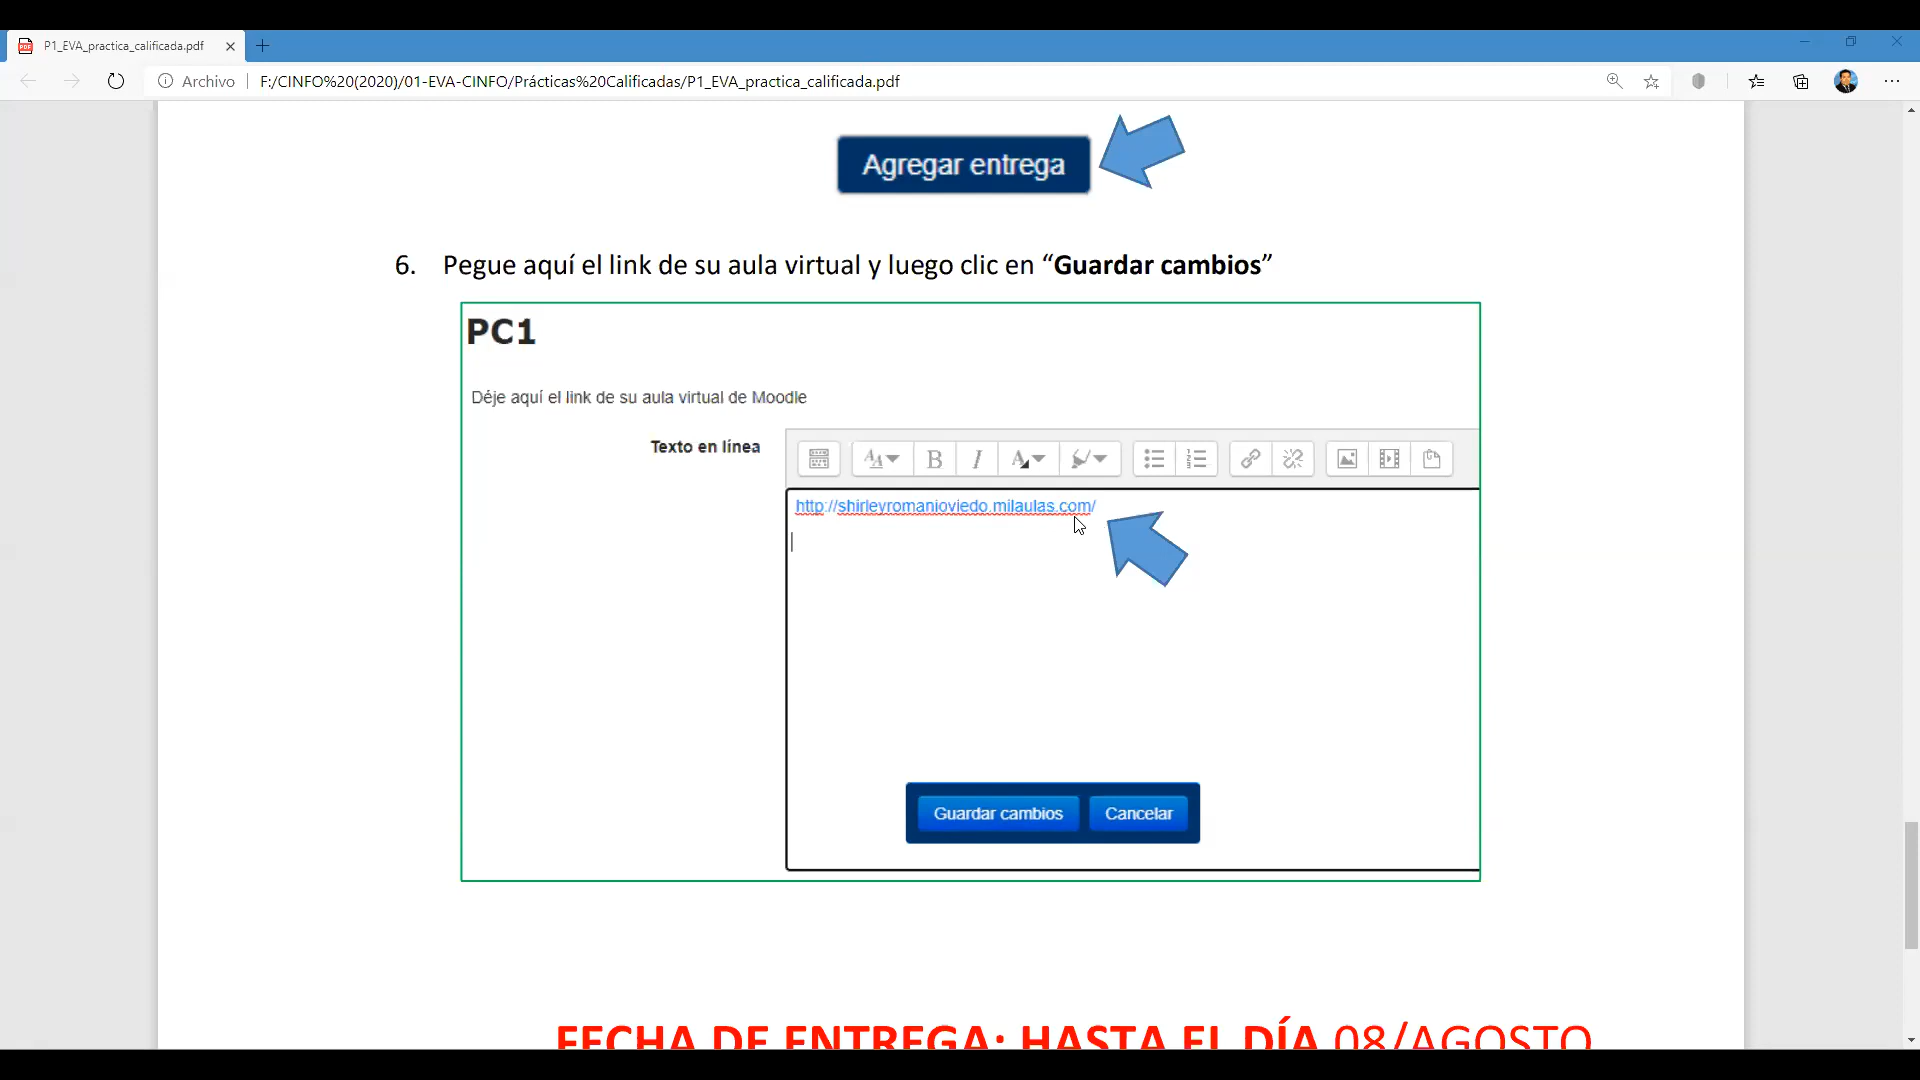 P1_EVA_practica_calificada.pdf
Archivo
F:/CINFO%20(2020)/01-EVA-CINFO/Prácticas%20Calificadas/P1_EVA_practica_calificada.pdf
Agregar entrega
6. Pegue aquí el link de su aula virtual y luego clic en “Guardar cambios”
PC1
Déje aquí el link de su aula virtual de Moodle
Texto en línea
http://shirleyromanioviedo.milaulas.com/
Guardar cambios Cancelar
FECHA DE ENTREGA: HASTA EL DÍA 08/AGOSTO